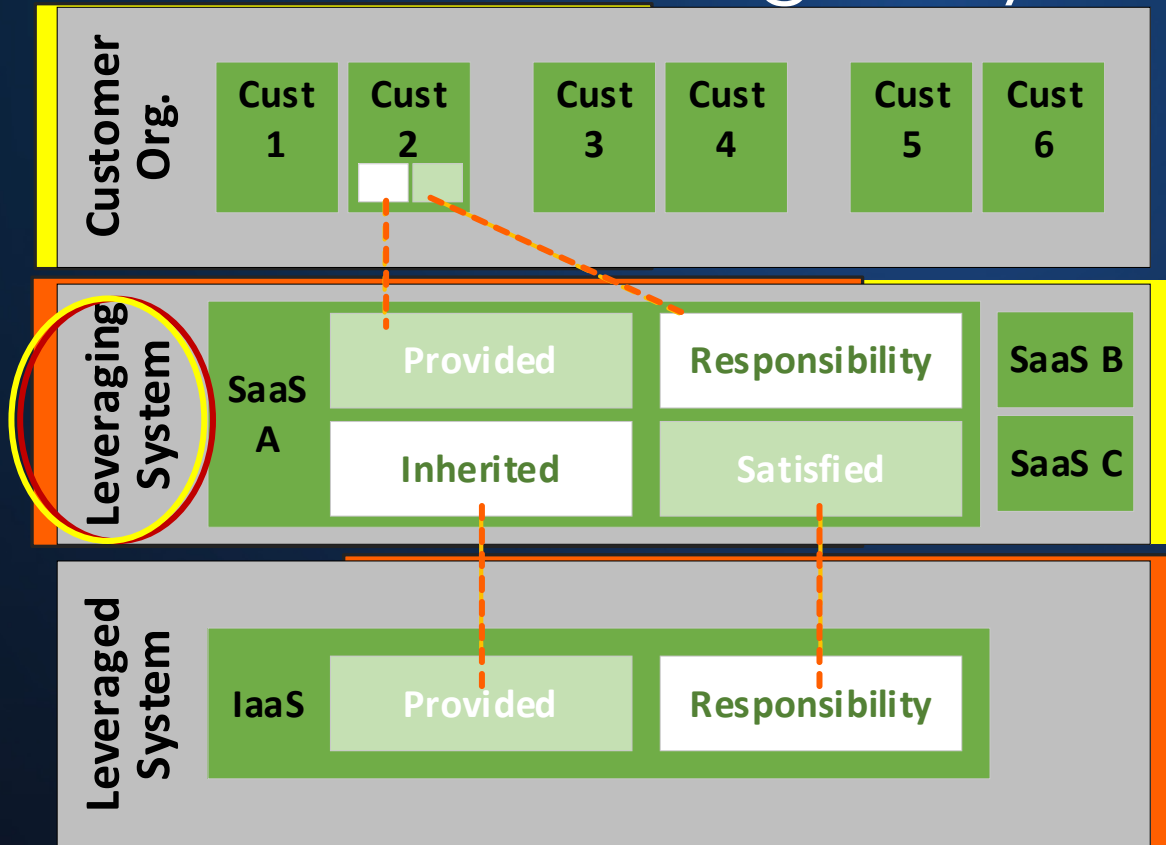 Customer
Org.
Cust
1
Cust
2
Cust
3
Cust
4
Cust
5
Cust
6
Leveraging
System
SaaS
A
Provided
Responsibility
Inherited
Satisfied
SaaS B
SaaS C
Leveraged
System
IaaS
Provided
Responsibility